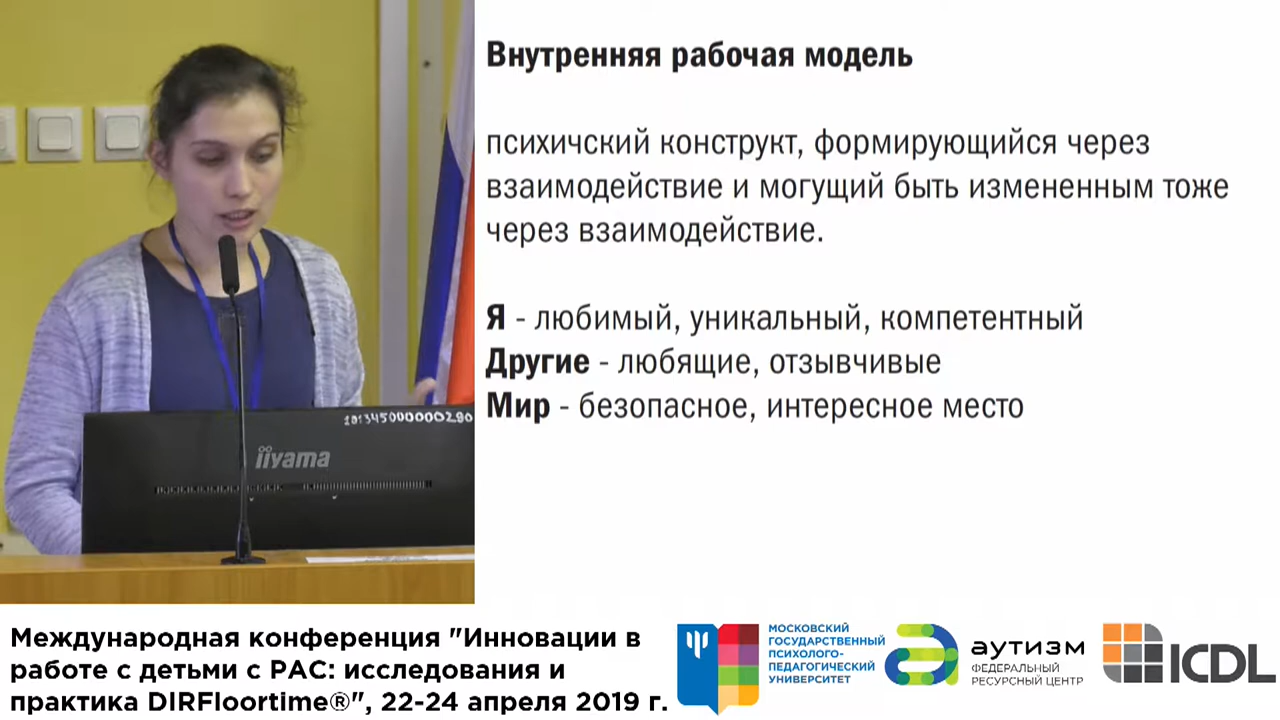 Внутренняя рабочая модель
психичский конструкт, формирующийся через
взаимодействие и могущий быть измененным тоже
через взаимодействие.
Я - любимый, уникальный, компетентный
Другие - любящие, отзывчивые
Мир - безопасное, интересное место
10134500000290
iiyama
Международная конференция "Инновации в
работе с детьми с РАС: исследования и
практика DIRFloortime®", 22-24 апреля 2019 г.
МОСКОВСКИЙ
ГОСУДАРСТВЕННЫЙ
ПСИХОЛОГО-
ПЕДАГОГИЧЕСКИЙ
УНИВЕРСИТЕТ
аутизм
ФЕДЕРАЛЬНЫЙ
РЕСУРСНЫЙ ЦЕНТР
ICDL